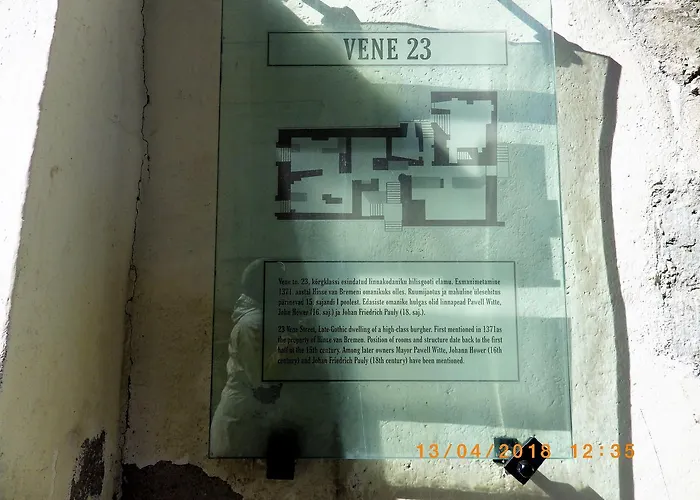 VENE 23
Vene tn. 23, kõrgklassi esindatud linnakodaniku hilisgooti elamu. Esmanimetamine
1371. aastal Hisse van Bremeni omanikuks olles. Ruumijaotus ja mahuline ülesehitus
pärinevad 15. sajandi I poolest. Edasiste omanike hulgas olid linnapead Pawell Witte,
(16. saj.) ja Johan Friedrich Pauly (18. saj.).
23 Vene Street, Late-Gothic dwelling of a high-class burgher. First mentioned in 1371as
the property of Hisse van Bremen. Position of rooms and structure date back to the first
half of the 15th century. Among later owners Mayor Pawell Witte, Johann Hower (16th
century) and Johan Friedrich Pauly (18th century) have been mentioned.
13/04/2018 12:35